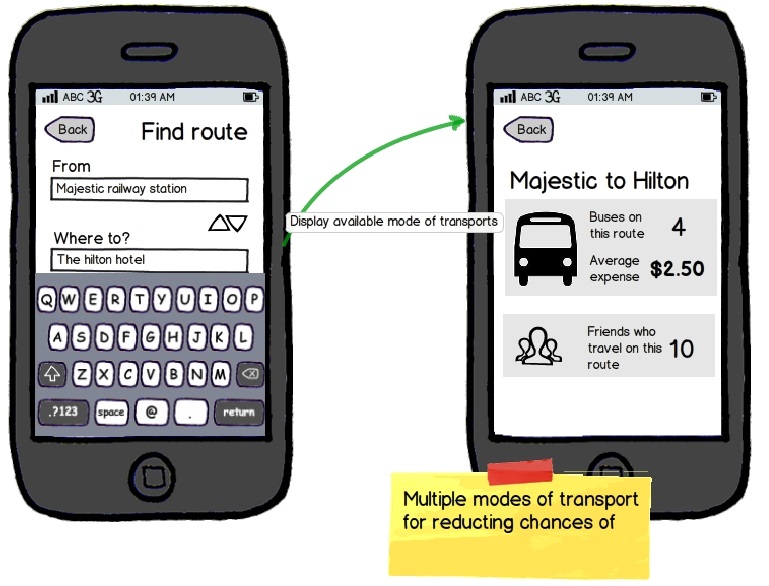 ABC 3G 01:39 AM
Back
Find route
From
Majestic railway station
Where to?
The hilton hotel
Q W E R T Y U I O P
A S D F G H J K L
Z X C V B N M
.?123 space @ . return
Display available mode of transports
ABC 3G 01:39 AM
Back
Majestic to Hilton
Buses on
this route 4
Average
expense $2.50
Friends who
travel on this 10
route
Multiple modes of transport
for reducting chances of